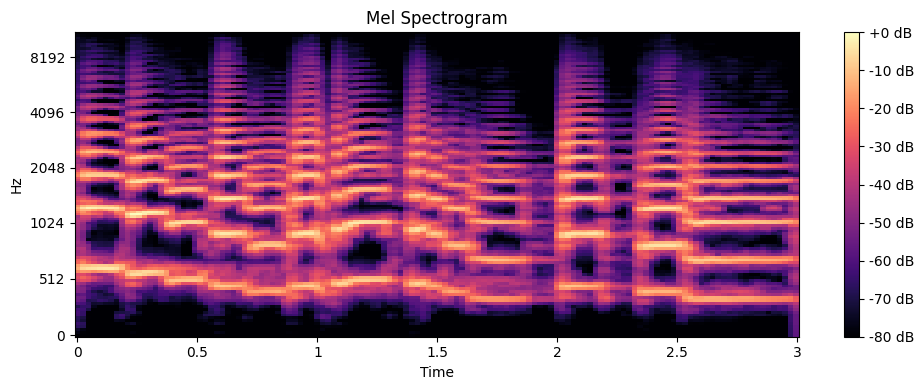 Mel Spectrogram
Hz
8192
4096
2048
1024
512
0
0
0.5
1
1.5
2
2.5
3
Time
+0 dB
-10 dB
-20 dB
-30 dB
-40 dB
-50 dB
-60 dB
-70 dB
-80 dB